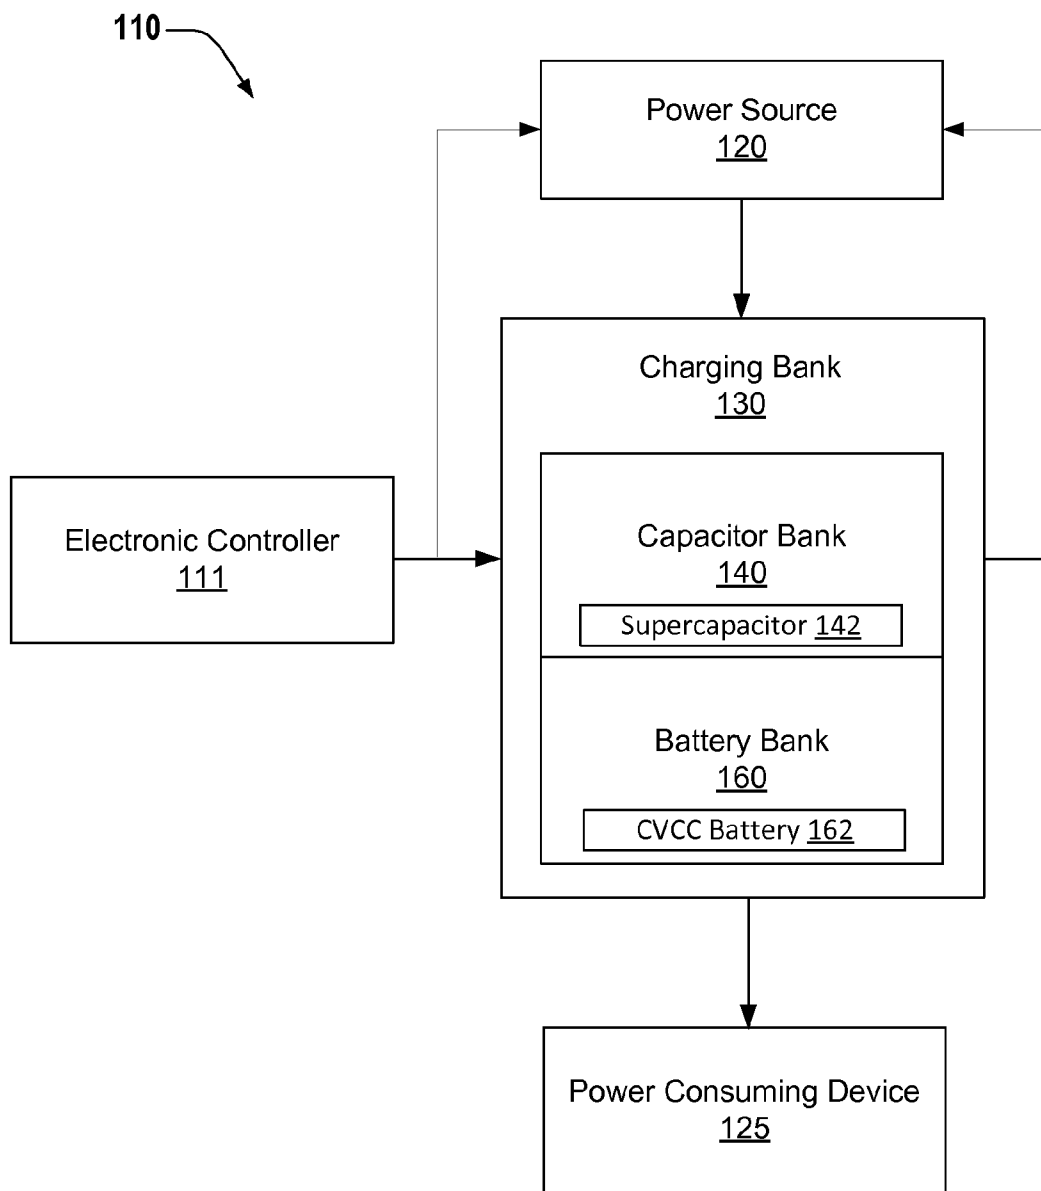 110
Power Source
120
Charging Bank
130
Electronic Controller
111
Capacitor Bank
140
Supercapacitor 142
Battery Bank
160
CVCC Battery 162
Power Consuming Device
125